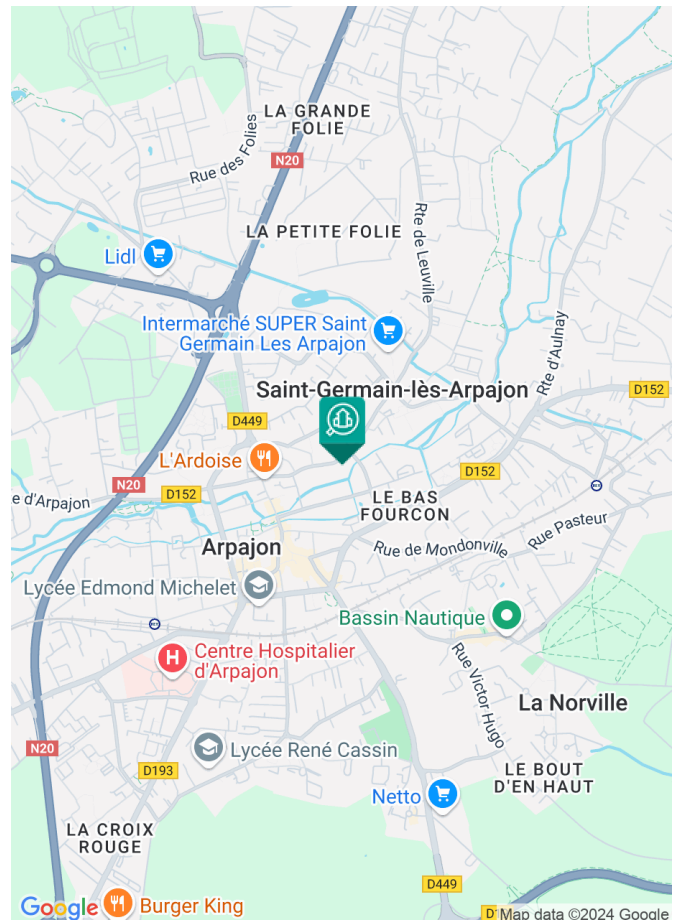 LA GRANDE
FOLIE
Rue des Folies
N20
LA PETITE FOLIE
Rte de Leuville
Lidl
Intermarché SUPER Saint
Germain Les Arpajon
Rte d'Aulnay
Saint-Germain-lès-Arpajon
D152
D449
L'Ardoise
D152
N20
D152
e d'Arpajon
LE BAS
FOURCON
Rue Pasteur
Arpajon
Rue de Mondonville
Lycée Edmond Michelet
Bassin Nautique
H
Centre Hospitalier
d'Arpajon
Rue Victor Hugo
La Norville
N20
Lycée René Cassin
D193
LE BOUT
D'EN HAUT
Netto
LA CROIX
ROUGE
D449
Google
Burger King
Map data ©2024 Google